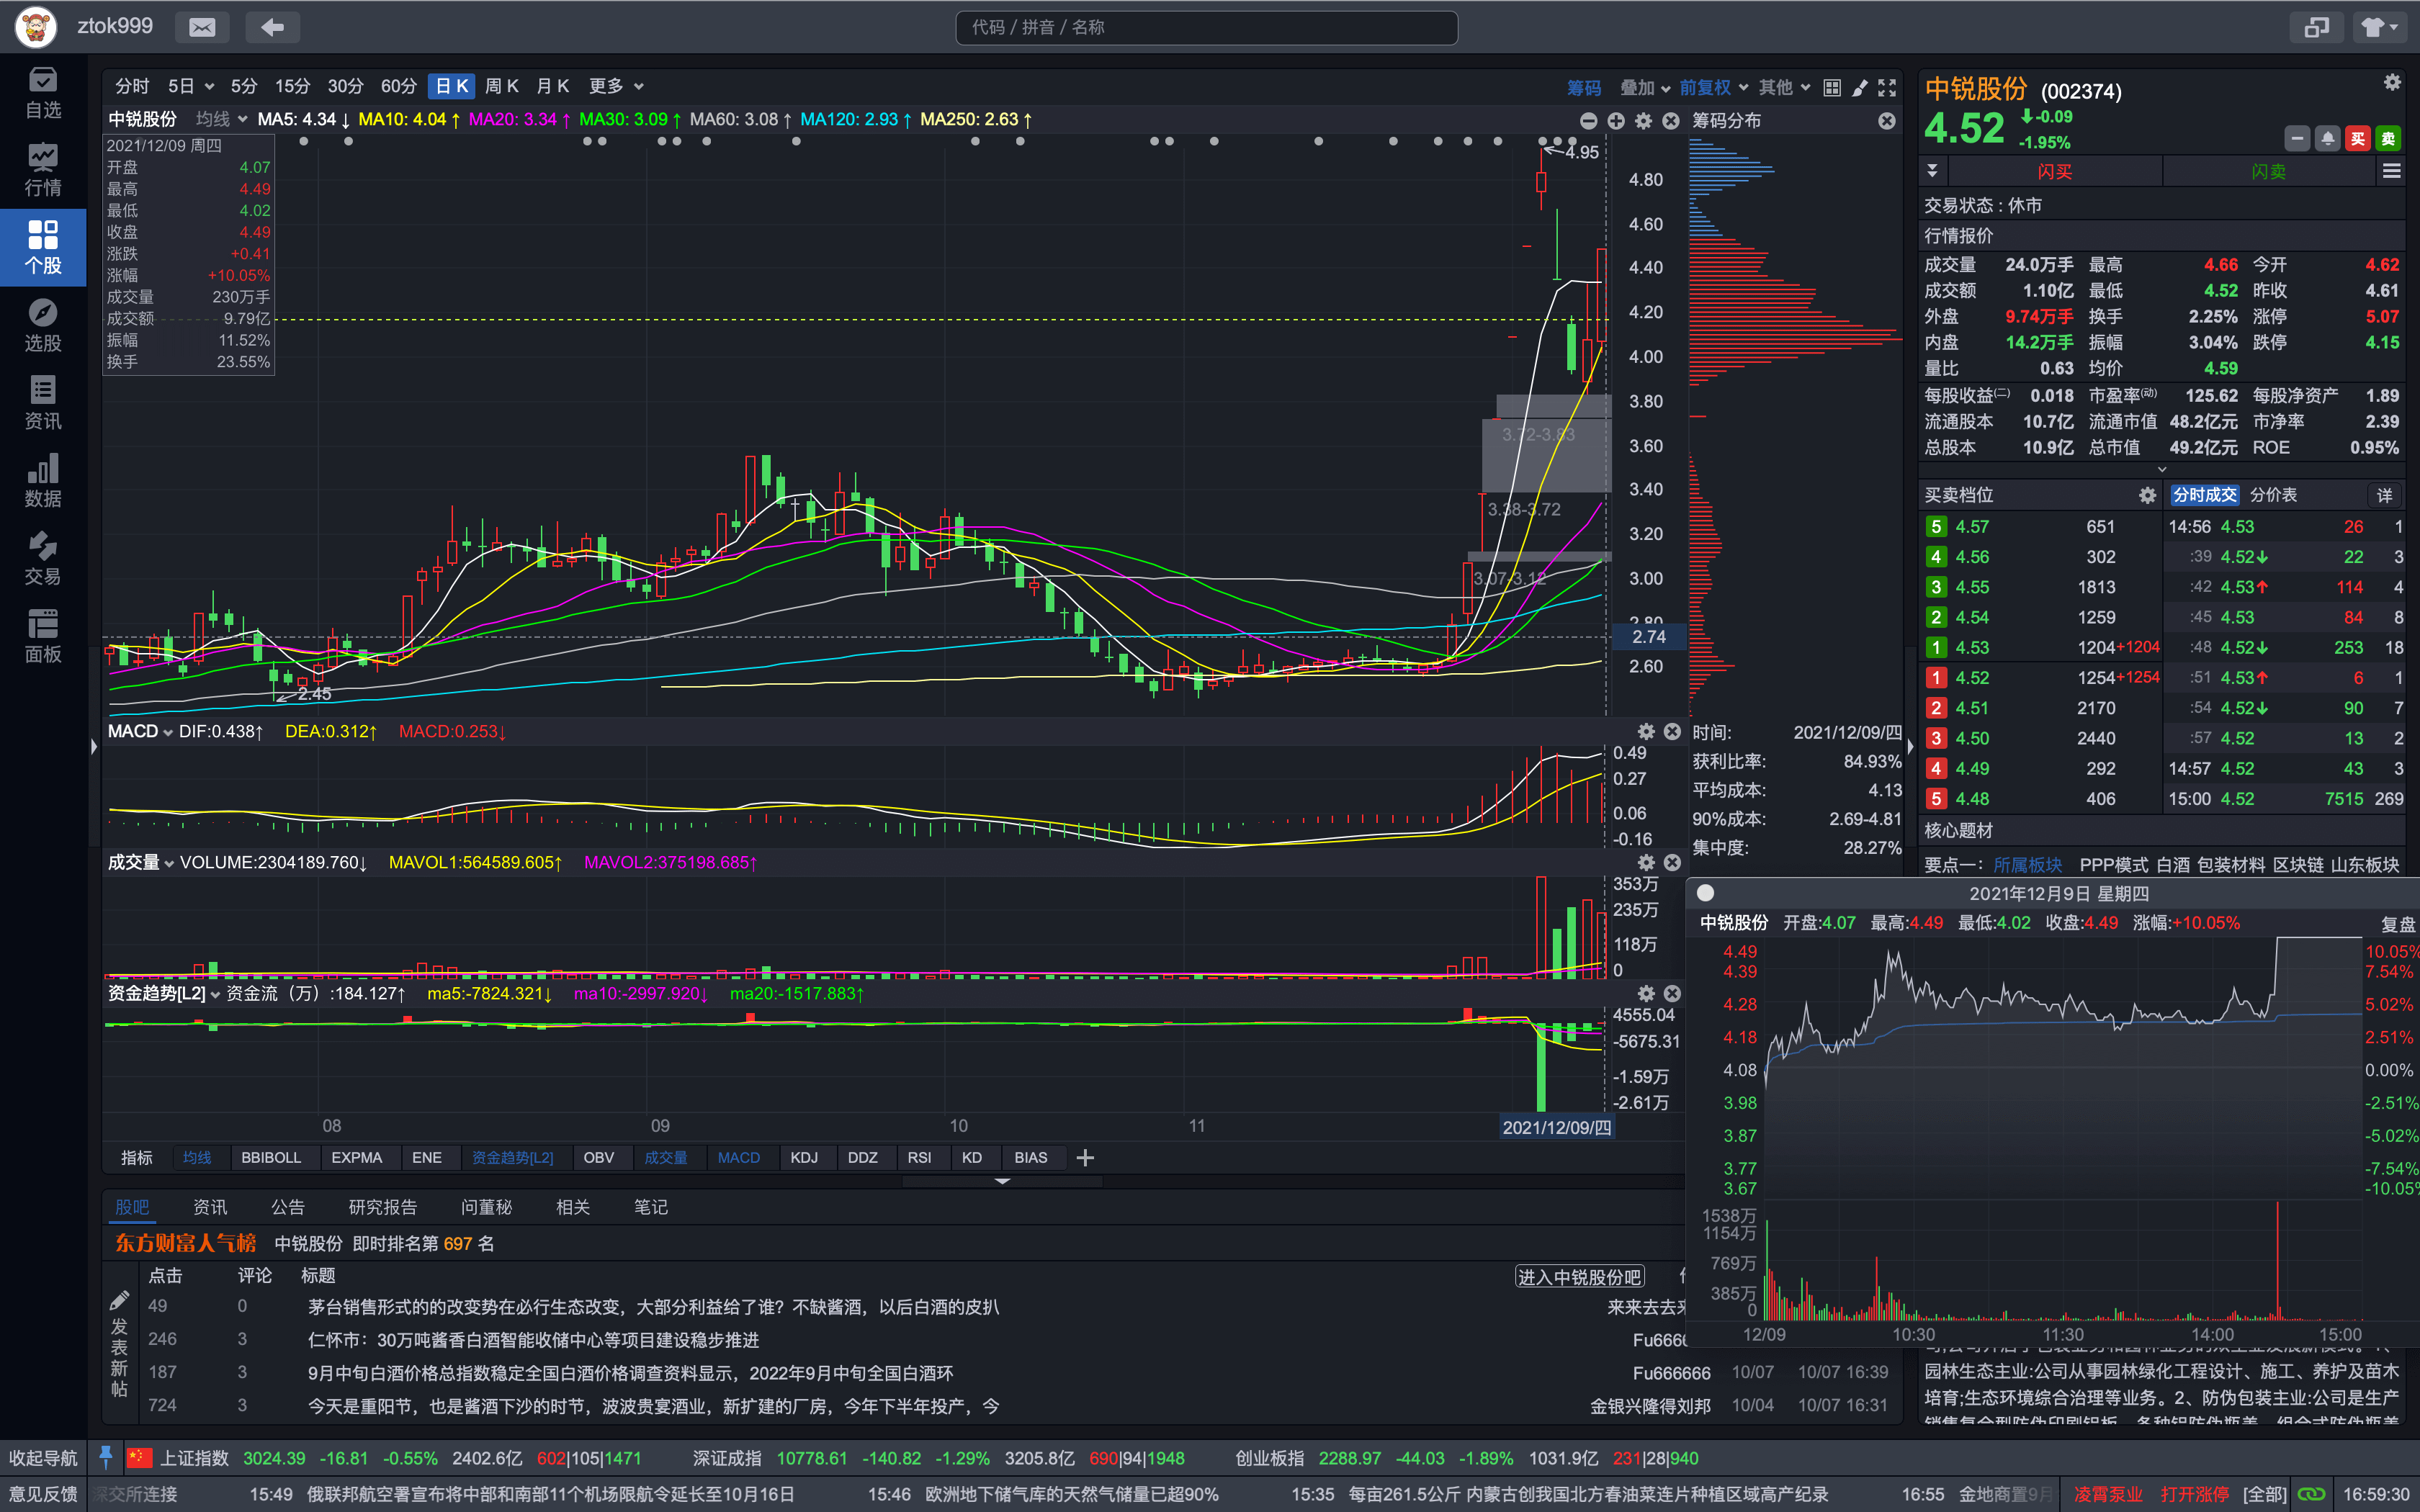 ztok999
代码 / 拼音 / 名称
自选
行情
个股
选股
资讯
数据
交易
面板
分时 5日 5分 15分 30分 60分 日K 周K 月K 更多
筹码 叠加 前复权 其他
中锐股份 均线 MA5: 4.34↓ MA10: 4.04↑ MA20: 3.34↑ MA30: 3.09↑ MA60: 3.08↑ MA120: 2.93↑ MA250: 2.63↑
筹码分布
2021/12/09 周四
开盘 4.07
最高 4.49
最低 4.02
收盘 4.49
涨跌 +0.41
涨幅 +10.05%
成交量 230万手
成交额 9.79亿
振幅 11.52%
换手 23.55%
4.95
4.80
4.60
4.40
4.20
4.00
3.80
3.60
3.40
3.20
3.00
2.80
2.74
2.60
3.72-3.83
3.38-3.72
3.07-3.12
2.45
MACD DIF:0.438↑ DEA:0.312↑ MACD:0.253↓
0.49
0.27
0.06
-0.16
时间: 2021/12/09/四
获利比率: 84.93%
平均成本: 4.13
90%成本: 2.69-4.81
集中度: 28.27%
成交量 VOLUME:2304189.760↓ MAVOL1:564589.605↑ MAVOL2:375198.685↑
353万
235万
118万
0
资金趋势[L2] 资金流（万）:184.127↑ ma5:-7824.321↓ ma10:-2997.920↓ ma20:-1517.883↑
4555.04
-5675.31
-1.59万
-2.61万
08 09 10 11 2021/12/09/四
指标 均线 BBIBOLL EXPMA ENE 资金趋势[L2] OBV 成交量 MACD KDJ DDZ RSI KD BIAS
股吧 资讯 公告 研究报告 问董秘 相关 笔记
东方财富人气榜 中锐股份 即时排名第 697 名
点击 评论 标题 进入中锐股份吧
发表新帖
49 0 茅台销售形式的的改变势在必行生态改变，大部分利益给了谁？不缺酱酒，以后白酒的皮扒 来来去去来
246 3 仁怀市：30万吨酱香白酒智能收储中心等项目建设稳步推进 Fu6666
187 3 9月中旬白酒价格总指数稳定全国白酒价格调查资料显示，2022年9月中旬全国白酒环 Fu666666 10/07 10/07 16:39
724 3 今天是重阳节，也是酱酒下沙的时节，波波贵宴酒业，新扩建的厂房，今年下半年投产，今 金银兴隆得刘邦 10/04 10/07 16:31
中锐股份 (002374)
4.52 -0.09
-1.95%
买 卖
闪买 闪卖
交易状态 : 休市
行情报价
成交量 24.0万手 最高 4.66 今开 4.62
成交额 1.10亿 最低 4.52 昨收 4.61
外盘 9.74万手 换手 2.25% 涨停 5.07
内盘 14.2万手 振幅 3.04% 跌停 4.15
量比 0.63 均价 4.59
每股收益(二) 0.018 市盈率(动) 125.62 每股净资产 1.89
流通股本 10.7亿 流通市值 48.2亿元 市净率 2.39
总股本 10.9亿 总市值 49.2亿元 ROE 0.95%
买卖档位 分时成交 分价表 详
5 4.57 651 14:56 4.53 26 1
4 4.56 302 :39 4.52↓ 22 3
3 4.55 1813 :42 4.53↑ 114 4
2 4.54 1259 :45 4.53 84 8
1 4.53 1204+1204 :48 4.52↓ 253 18
1 4.52 1254+1254 :51 4.53↑ 6 1
2 4.51 2170 :54 4.52↓ 90 7
3 4.50 2440 :57 4.52 13 2
4 4.49 292 14:57 4.52 43 3
5 4.48 406 15:00 4.52 7515 269
核心题材
要点一： 所属板块 PPP模式 白酒 包装材料 区块链 山东板块
2021年12月9日 星期四
中锐股份 开盘:4.07 最高:4.49 最低:4.02 收盘:4.49 涨幅:+10.05% 复盘
4.49 10.05%
4.39 7.54%
4.28 5.02%
4.18 2.51%
4.08 0.00%
3.98 -2.51%
3.87 -5.02%
3.77 -7.54%
3.67 -10.05%
1538万
1154万
769万
385万
0
12/09 10:30 11:30 14:00 15:00
园林生态主业:公司从事园林绿化工程设计、施工、养护及苗木
培育;生态环境综合治理等业务。2、防伪包装主业:公司是生产
收起导航 上证指数 3024.39 -16.81 -0.55% 2402.6亿 602|105|1471 深证成指 10778.61 -140.82 -1.29% 3205.8亿 690|94|1948 创业板指 2288.97 -44.03 -1.89% 1031.9亿 231|28|940
意见反馈 深交所连接 15:49 俄联邦航空署宣布将中部和南部11个机场限航令延长至10月16日 15:46 欧洲地下储气库的天然气储量已超90% 15:35 每亩261.5公斤 内蒙古创我国北方春油菜连片种植区域高产纪录 16:55 金地商置9月 凌霄泵业 打开涨停 [全部] 16:59:30